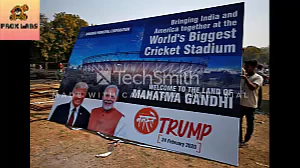 PACK LABS
Bringing India and
America together at the
World's Biggest
Cricket Stadium
TechSmith
WELCOME TO THE LAND OF
MAHATMA GANDHI
TRUMP
24 February 2020